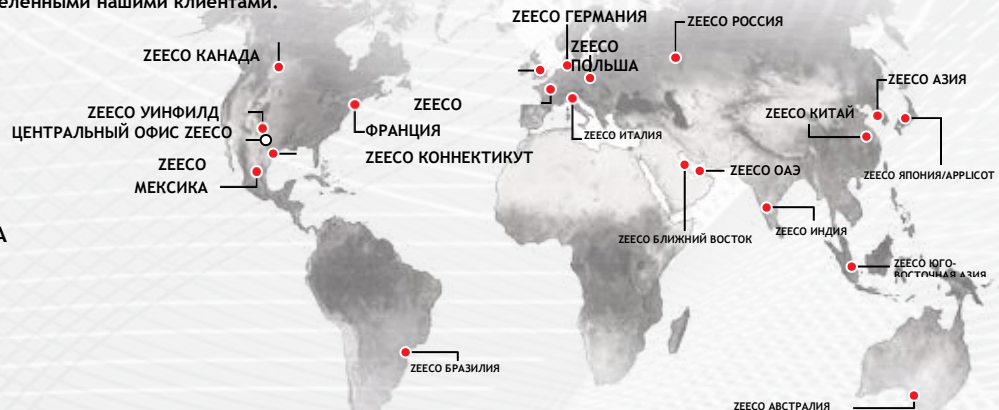 еленными нашими клиентами.
ZEECO ГЕРМАНИЯ
ZEECO РОССИЯ
ZEECO
ПОЛЬША
ZEECO КАНАДА
ZEECO АЗИЯ
ZEECO УИНФИЛД
ZEECO
ZEECO КИТАЙ
ЦЕНТРАЛЬНЫЙ ОФИС ZEECO
ФРАНЦИЯ
ZEECO ИТАЛИЯ
ZEECO КОННЕКТИКУТ
ZEECO
МЕКСИКА
ZEECO ОАЭ
ZEECO ЯПОНИЯ/APPLICOT
А
ZEECO БЛИЖНИЙ ВОСТОК
ZEECO ИНДИЯ
ZEECO ЮГО-
ВОСТОЧНАЯ АЗИЯ
ZEECO БРАЗИЛИЯ
ZEECO АВСТРАЛИЯ